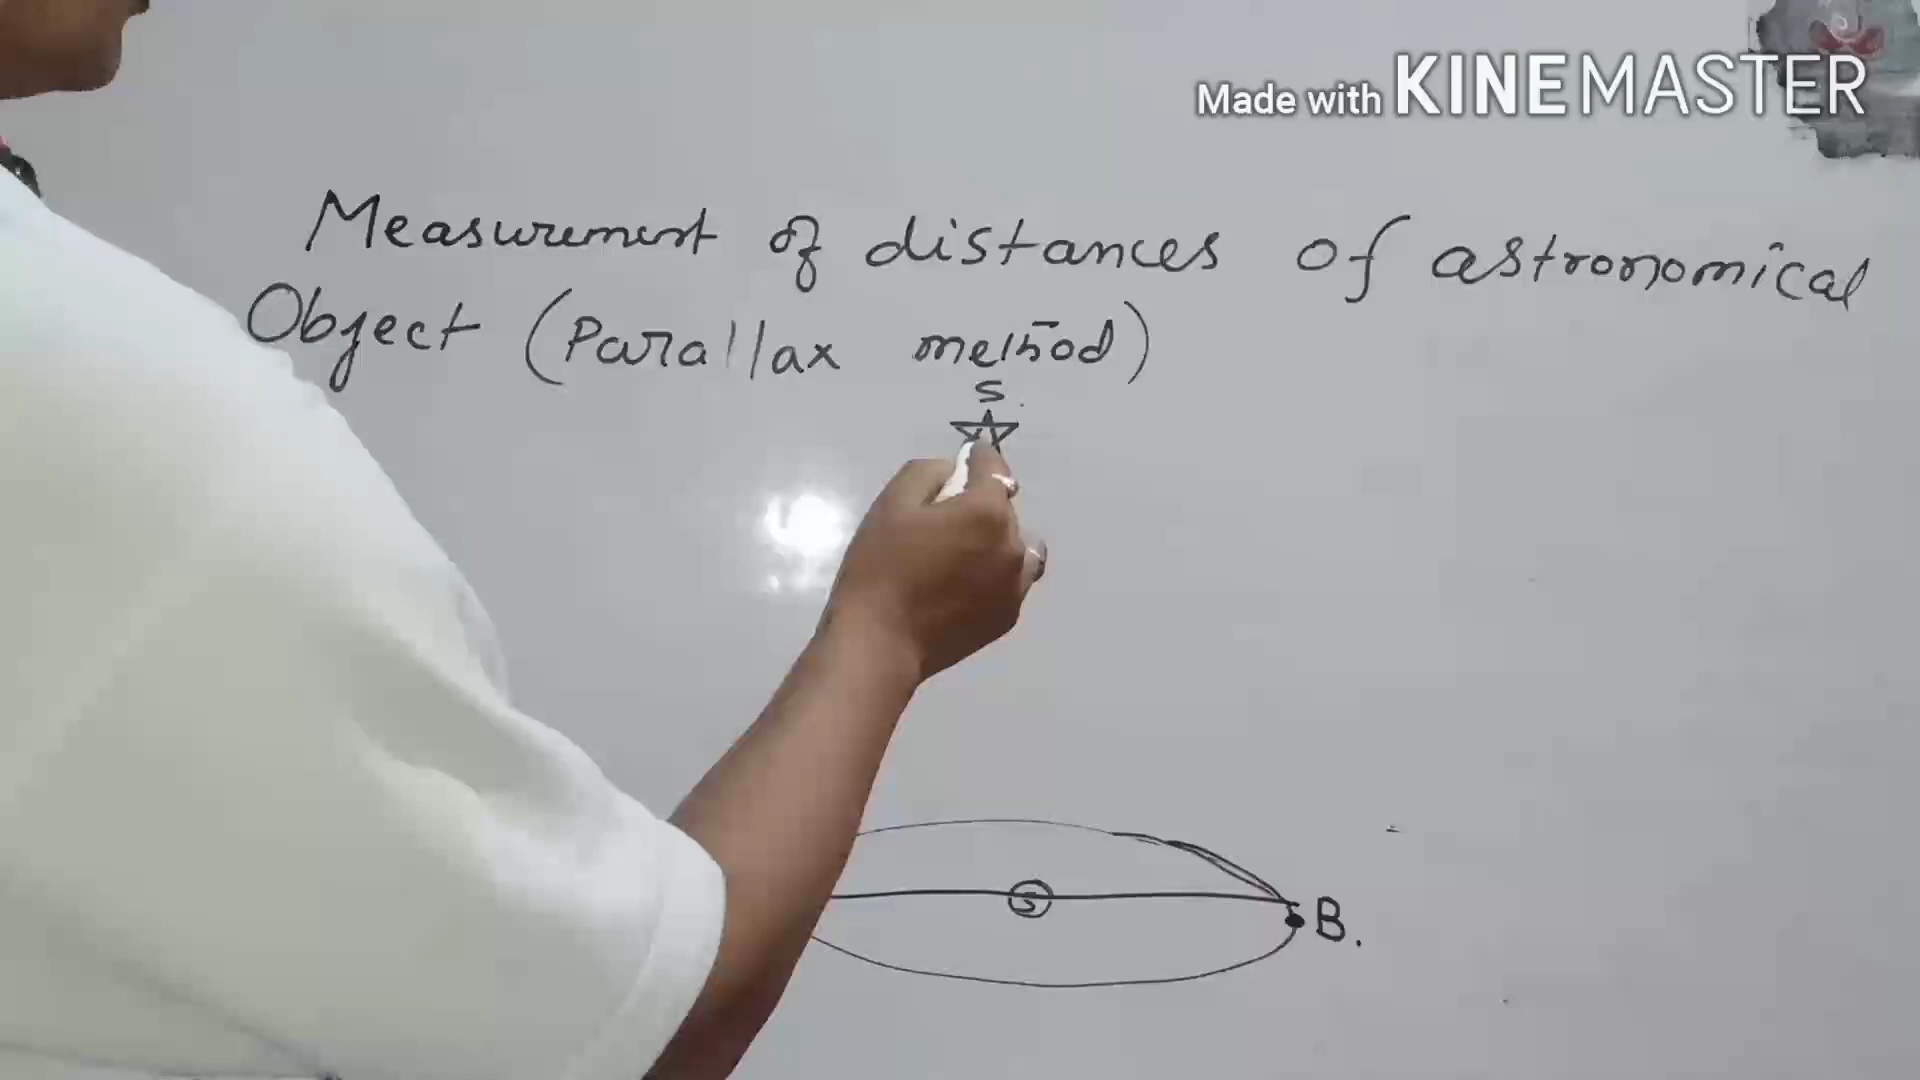 Made with KINEMASTER
Measurement of distances of astronomical
Object (Parallax method)
S
S
B.